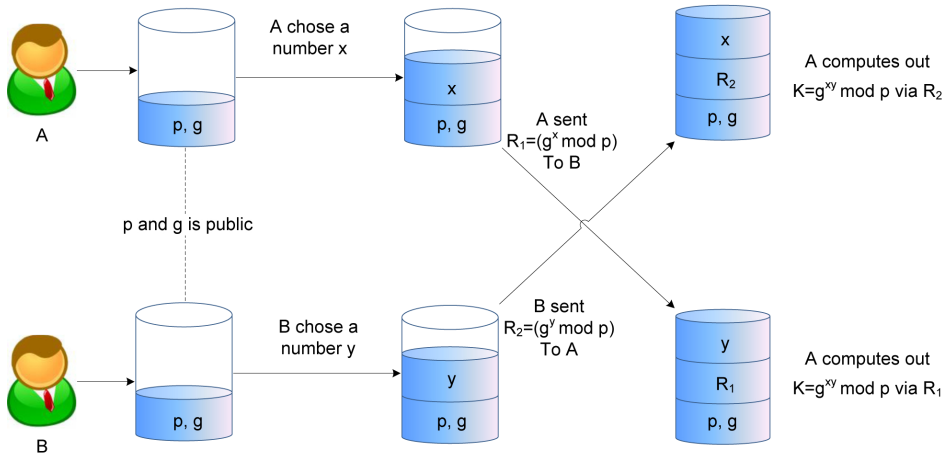 A
p, g
A chose a
number x
x
p, g
A sent
R₁=(gˣ mod p)
To B
x
R₂
p, g
A computes out
K=gˣʸ mod p via R₂
p and g is public
B
p, g
B chose a
number y
y
p, g
B sent
R₂=(gʸ mod p)
To A
y
R₁
p, g
A computes out
K=gˣʸ mod p via R₁